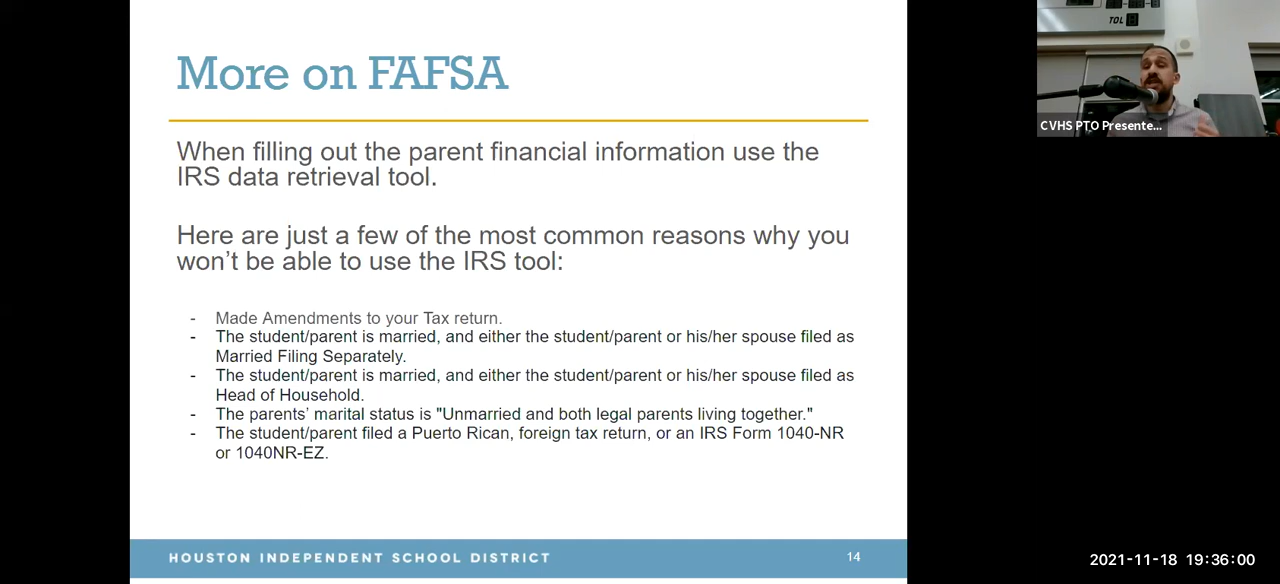 More on FAFSA
When filling out the parent financial information use the
IRS data retrieval tool.
Here are just a few of the most common reasons why you
won't be able to use the IRS tool:
- Made Amendments to your Tax return.
- The student/parent is married, and either the student/parent or his/her spouse filed as
Married Filing Separately.
- The student/parent is married, and either the student/parent or his/her spouse filed as
Head of Household.
- The parents' marital status is "Unmarried and both legal parents living together."
- The student/parent filed a Puerto Rican, foreign tax return, or an IRS Form 1040-NR
or 1040NR-EZ.
HOUSTON INDEPENDENT SCHOOL DISTRICT
14
TOL
CVHS PTO Presente...
2021-11-18 19:36:00